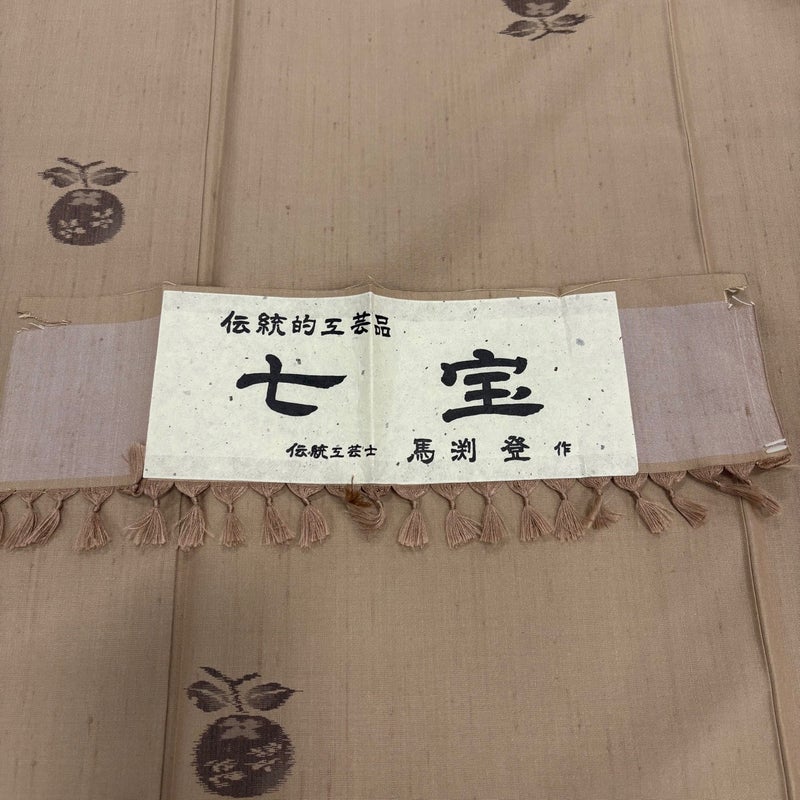 伝統的工芸品
七宝
伝統工芸士 馬渕登 作